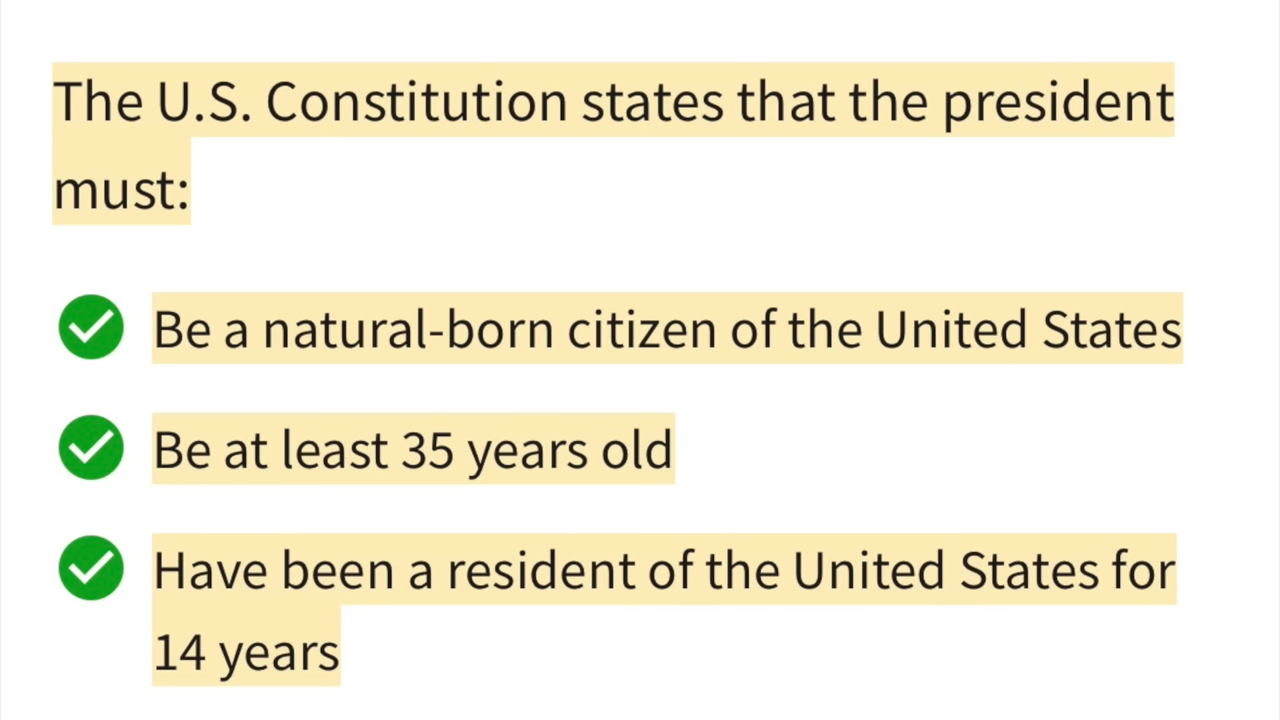 The U.S. Constitution states that the president
must:
Be a natural-born citizen of the United States
Be at least 35 years old
Have been a resident of the United States for
14 years